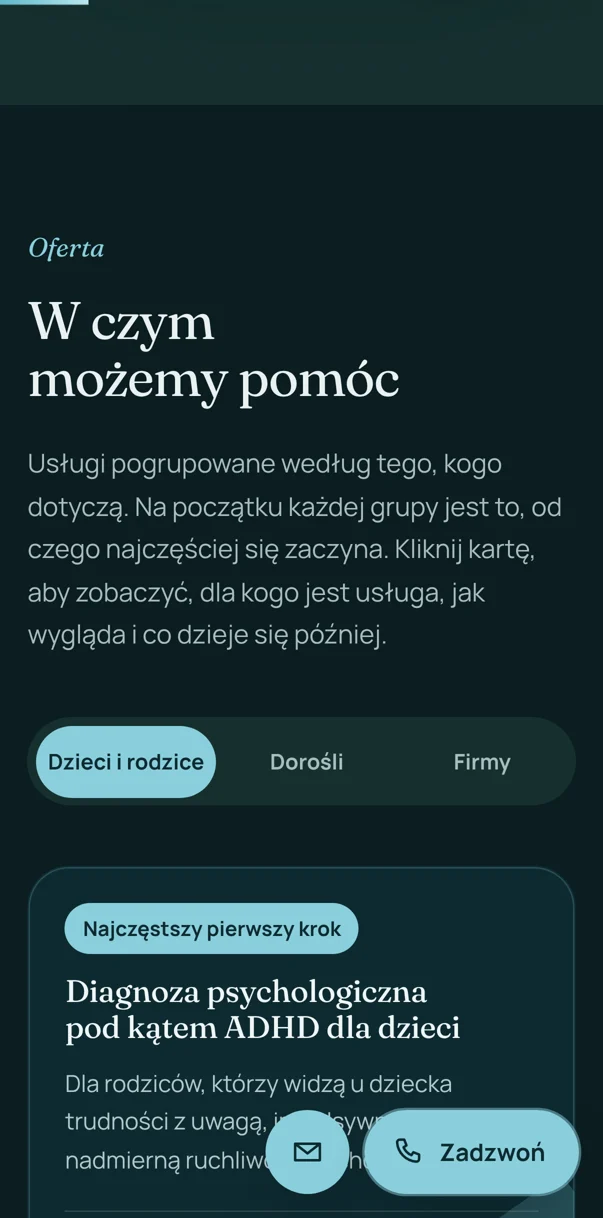 Oferta
W czym
możemy pomóc
Usługi pogrupowane według tego, kogo
dotyczą. Na początku każdej grupy jest to, od
czego najczęściej się zaczyna. Kliknij kartę,
aby zobaczyć, dla kogo jest usługa, jak
wygląda i co dzieje się później.
Dzieci i rodzice Dorośli Firmy
Najczęstszy pierwszy krok
Diagnoza psychologiczna
pod kątem ADHD dla dzieci
Dla rodziców, którzy widzą u dziecka
trudności z uwagą,
nadmierną
Zadzwoń